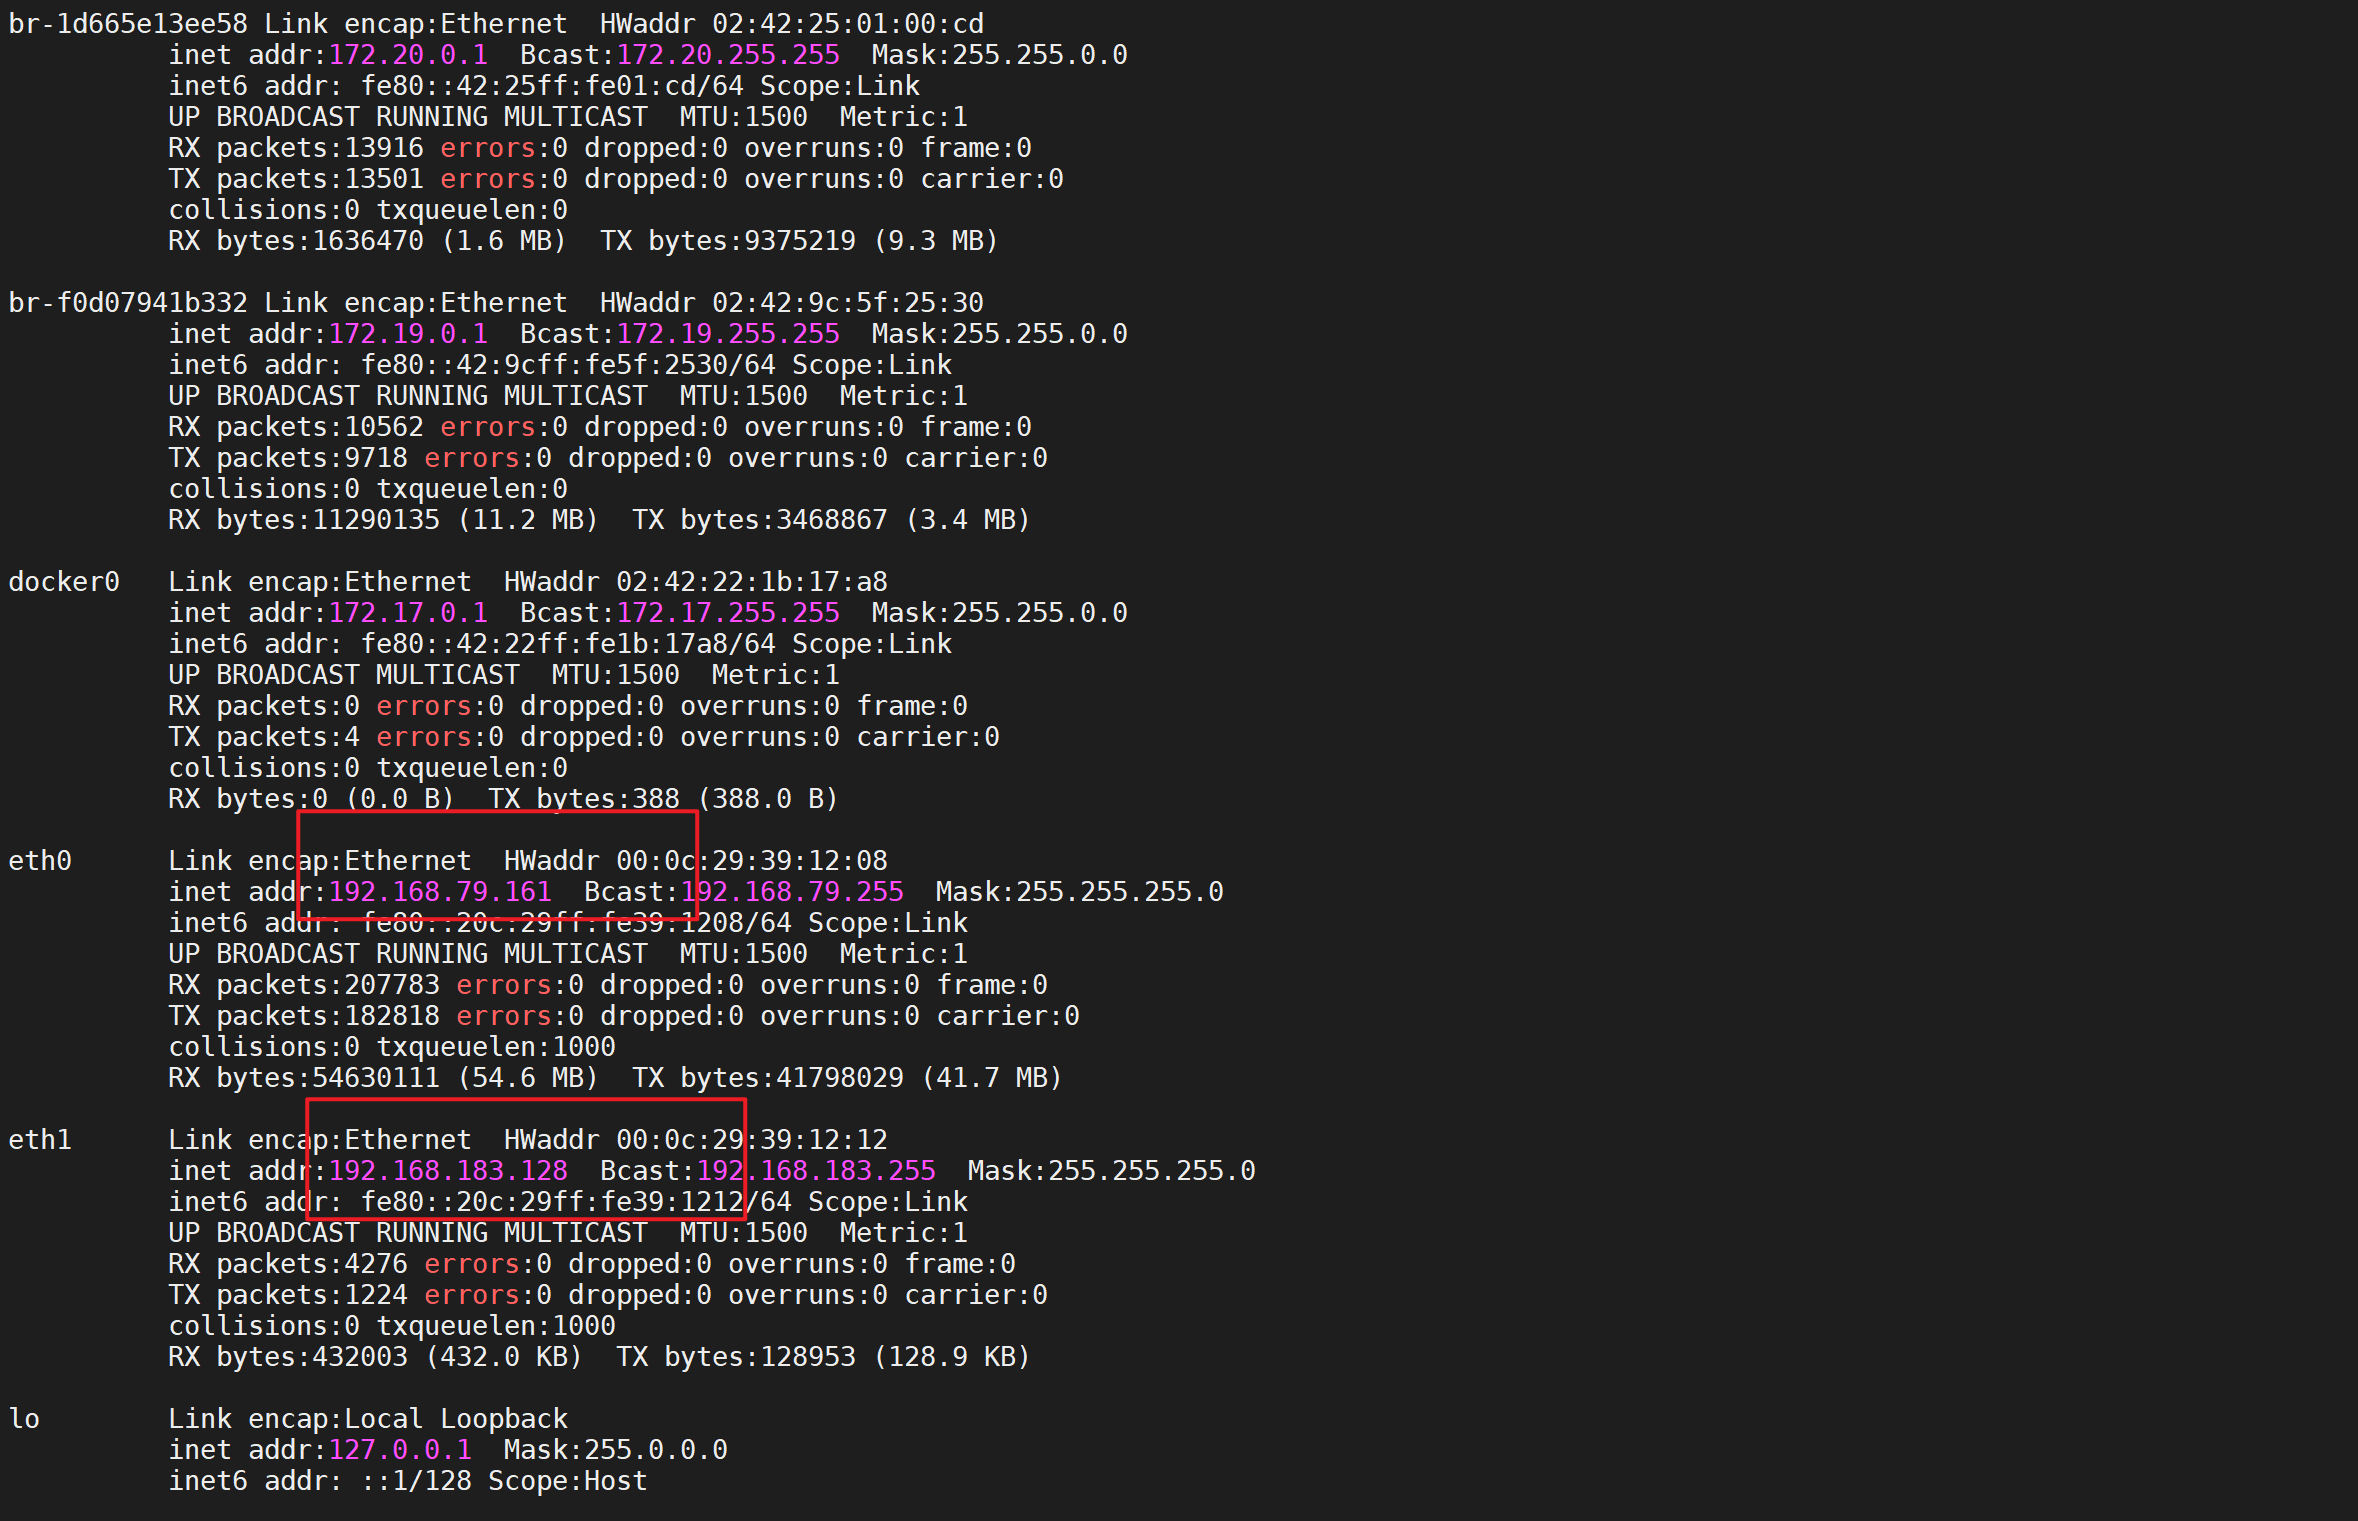 br-1d665e13ee58 Link encap:Ethernet  HWaddr 02:42:25:01:00:cd
          inet addr:172.20.0.1  Bcast:172.20.255.255  Mask:255.255.0.0
          inet6 addr: fe80::42:25ff:fe01:cd/64 Scope:Link
          UP BROADCAST RUNNING MULTICAST  MTU:1500  Metric:1
          RX packets:13916 errors:0 dropped:0 overruns:0 frame:0
          TX packets:13501 errors:0 dropped:0 overruns:0 carrier:0
          collisions:0 txqueuelen:0
          RX bytes:1636470 (1.6 MB)  TX bytes:9375219 (9.3 MB)

br-f0d07941b332 Link encap:Ethernet  HWaddr 02:42:9c:5f:25:30
          inet addr:172.19.0.1  Bcast:172.19.255.255  Mask:255.255.0.0
          inet6 addr: fe80::42:9cff:fe5f:2530/64 Scope:Link
          UP BROADCAST RUNNING MULTICAST  MTU:1500  Metric:1
          RX packets:10562 errors:0 dropped:0 overruns:0 frame:0
          TX packets:9718 errors:0 dropped:0 overruns:0 carrier:0
          collisions:0 txqueuelen:0
          RX bytes:11290135 (11.2 MB)  TX bytes:3468867 (3.4 MB)

docker0   Link encap:Ethernet  HWaddr 02:42:22:1b:17:a8
          inet addr:172.17.0.1  Bcast:172.17.255.255  Mask:255.255.0.0
          inet6 addr: fe80::42:22ff:fe1b:17a8/64 Scope:Link
          UP BROADCAST MULTICAST  MTU:1500  Metric:1
          RX packets:0 errors:0 dropped:0 overruns:0 frame:0
          TX packets:4 errors:0 dropped:0 overruns:0 carrier:0
          collisions:0 txqueuelen:0
          RX bytes:0 (0.0 B)  TX bytes:388 (388.0 B)

eth0      Link encap:Ethernet  HWaddr 00:0c:29:39:12:08
          inet addr:192.168.79.161  Bcast:192.168.79.255  Mask:255.255.255.0
          inet6 addr: fe80::20c:29ff:fe39:1208/64 Scope:Link
          UP BROADCAST RUNNING MULTICAST  MTU:1500  Metric:1
          RX packets:207783 errors:0 dropped:0 overruns:0 frame:0
          TX packets:182818 errors:0 dropped:0 overruns:0 carrier:0
          collisions:0 txqueuelen:1000
          RX bytes:54630111 (54.6 MB)  TX bytes:41798029 (41.7 MB)

eth1      Link encap:Ethernet  HWaddr 00:0c:29:39:12:12
          inet addr:192.168.183.128  Bcast:192.168.183.255  Mask:255.255.255.0
          inet6 addr: fe80::20c:29ff:fe39:1212/64 Scope:Link
          UP BROADCAST RUNNING MULTICAST  MTU:1500  Metric:1
          RX packets:4276 errors:0 dropped:0 overruns:0 frame:0
          TX packets:1224 errors:0 dropped:0 overruns:0 carrier:0
          collisions:0 txqueuelen:1000
          RX bytes:432003 (432.0 KB)  TX bytes:128953 (128.9 KB)

lo        Link encap:Local Loopback
          inet addr:127.0.0.1  Mask:255.0.0.0
          inet6 addr: ::1/128 Scope:Host